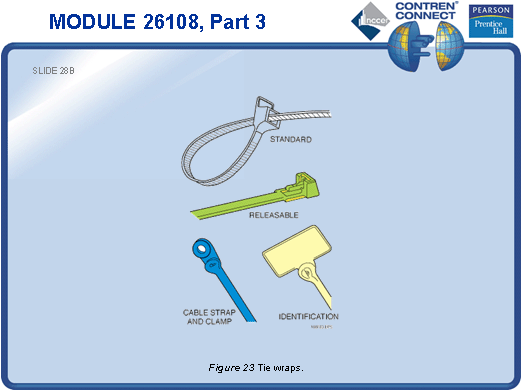 MODULE 26108, Part 3
nccer
CONTREN
CONNECT
PEARSON
Prentice
Hall
SLIDE 28B
STANDARD
RELEASABLE
CABLE STRAP
AND CLAMP
IDENTIFICATION
Figure 23 Tie wraps.